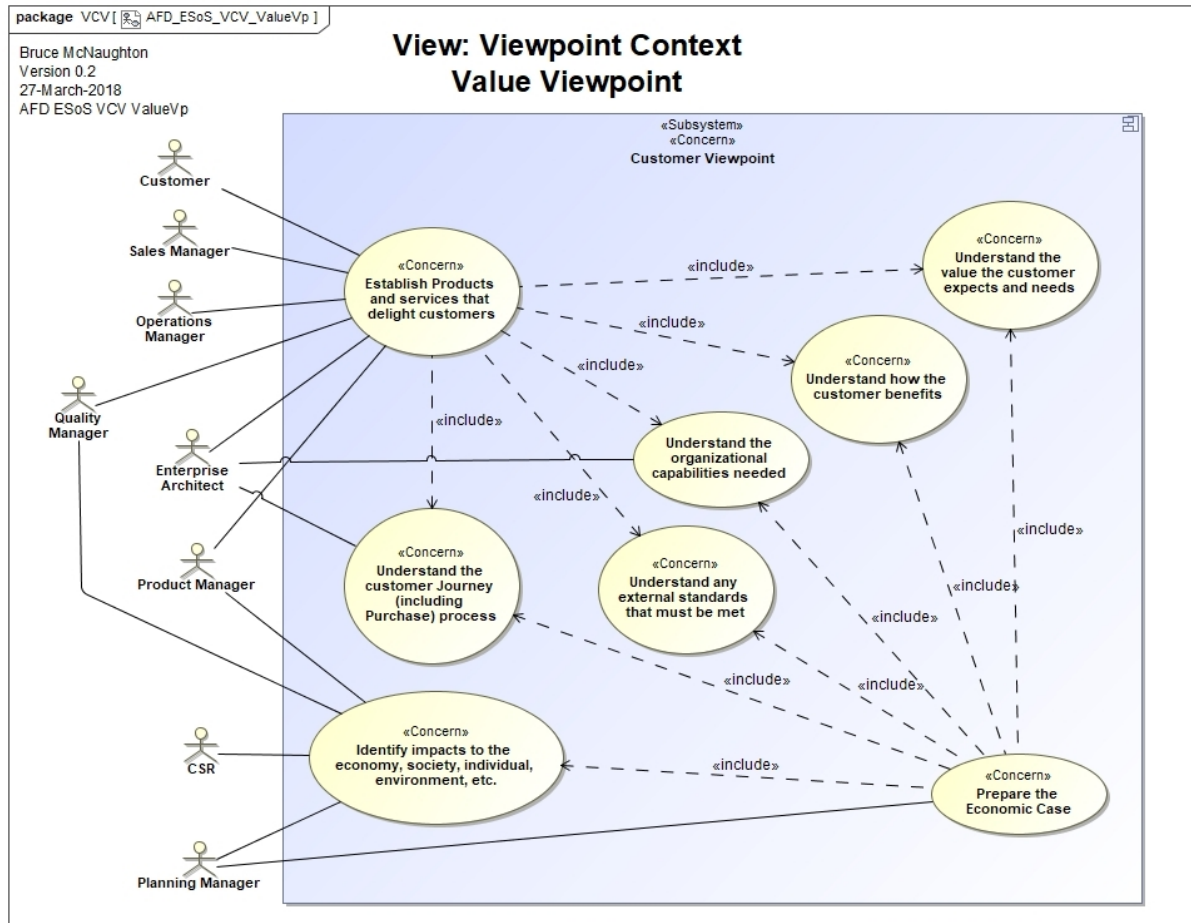 package VCV [ AFD_ESoS_VCV_ValueVp ]
Bruce McNaughton
Version 0.2
27-March-2018
AFD ESoS VCV ValueVp
View: Viewpoint Context
Value Viewpoint
«Subsystem»
«Concern»
Customer Viewpoint
Customer
Sales Manager
Operations
Manager
Quality
Manager
Enterprise
Architect
Product Manager
CSR
Planning Manager
«Concern»
Establish Products
and services that
delight customers
«include»
«Concern»
Understand the
value the customer
expects and needs
«include»
«Concern»
Understand how the
customer benefits
«include»
Understand the
organizational
capabilities needed
«include»
«include»
«Concern»
Understand the
customer Journey
(including
Purchase) process
«Concern»
Understand any
external standards
that must be met
«include»
«include»
«include»
«include»
«include»
«Concern»
Identify impacts to the
economy, society, individual,
environment, etc.
«include»
«Concern»
Prepare the
Economic Case